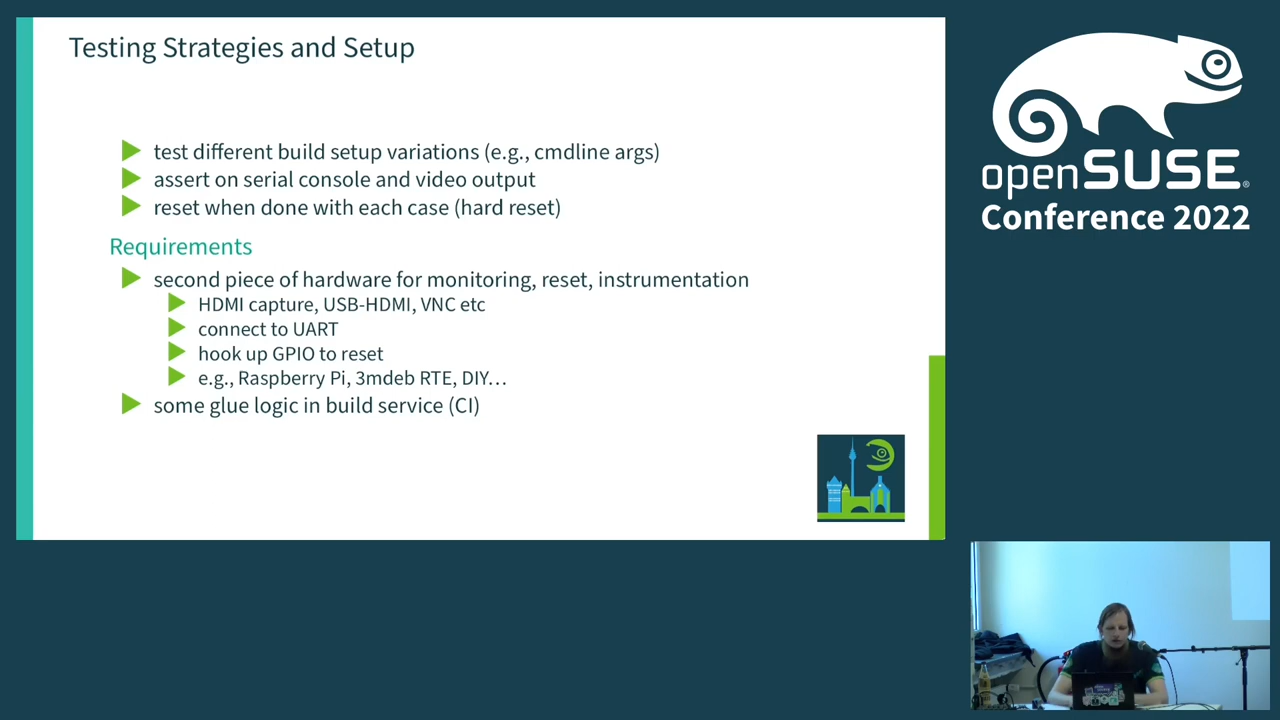 Testing Strategies and Setup
test different build setup variations (e.g., cmdline args)
assert on serial console and video output
reset when done with each case (hard reset)
Requirements
second piece of hardware for monitoring, reset, instrumentation
HDMI capture, USB-HDMI, VNC etc
connect to UART
hook up GPIO to reset
e.g., Raspberry Pi, 3mdeb RTE, DIY…
some glue logic in build service (CI)
openSUSE®
Conference 2022